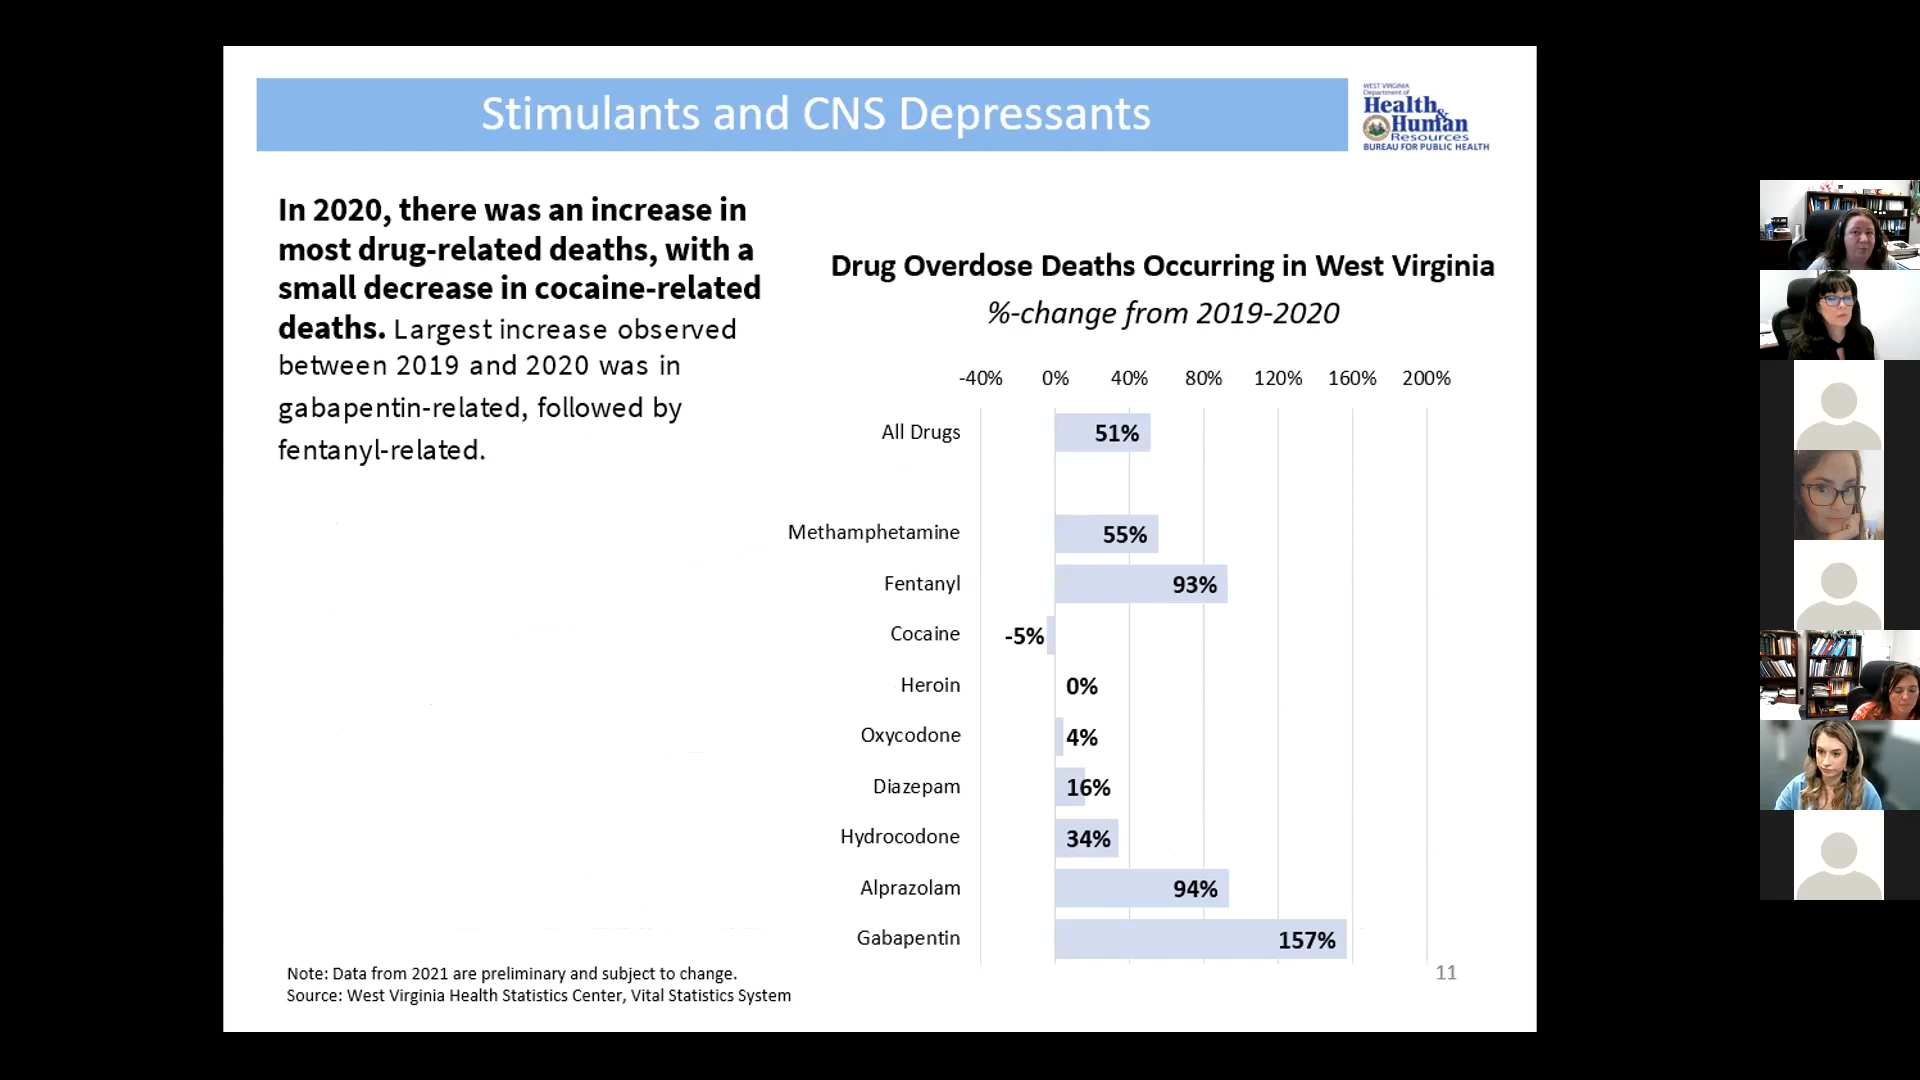 Stimulants and CNS Depressants
WEST VIRGINIA
Department of
Health
&
Human
Resources
BUREAU FOR PUBLIC HEALTH
In 2020, there was an increase in
most drug-related deaths, with a
small decrease in cocaine-related
deaths. Largest increase observed
between 2019 and 2020 was in
gabapentin-related, followed by
fentanyl-related.
Drug Overdose Deaths Occurring in West Virginia
%-change from 2019-2020
-40% 0% 40% 80% 120% 160% 200%
All Drugs 51%
Methamphetamine 55%
Fentanyl 93%
Cocaine -5%
Heroin 0%
Oxycodone 4%
Diazepam 16%
Hydrocodone 34%
Alprazolam 94%
Gabapentin 157%
Note: Data from 2021 are preliminary and subject to change.
Source: West Virginia Health Statistics Center, Vital Statistics System
11